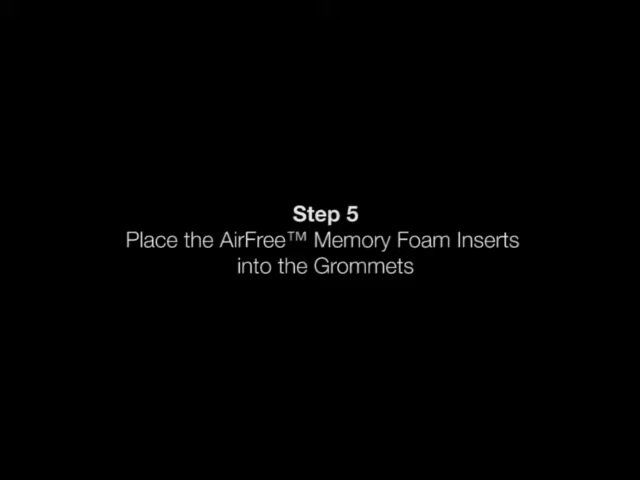 Step 5
Place the AirFree™ Memory Foam Inserts
into the Grommets